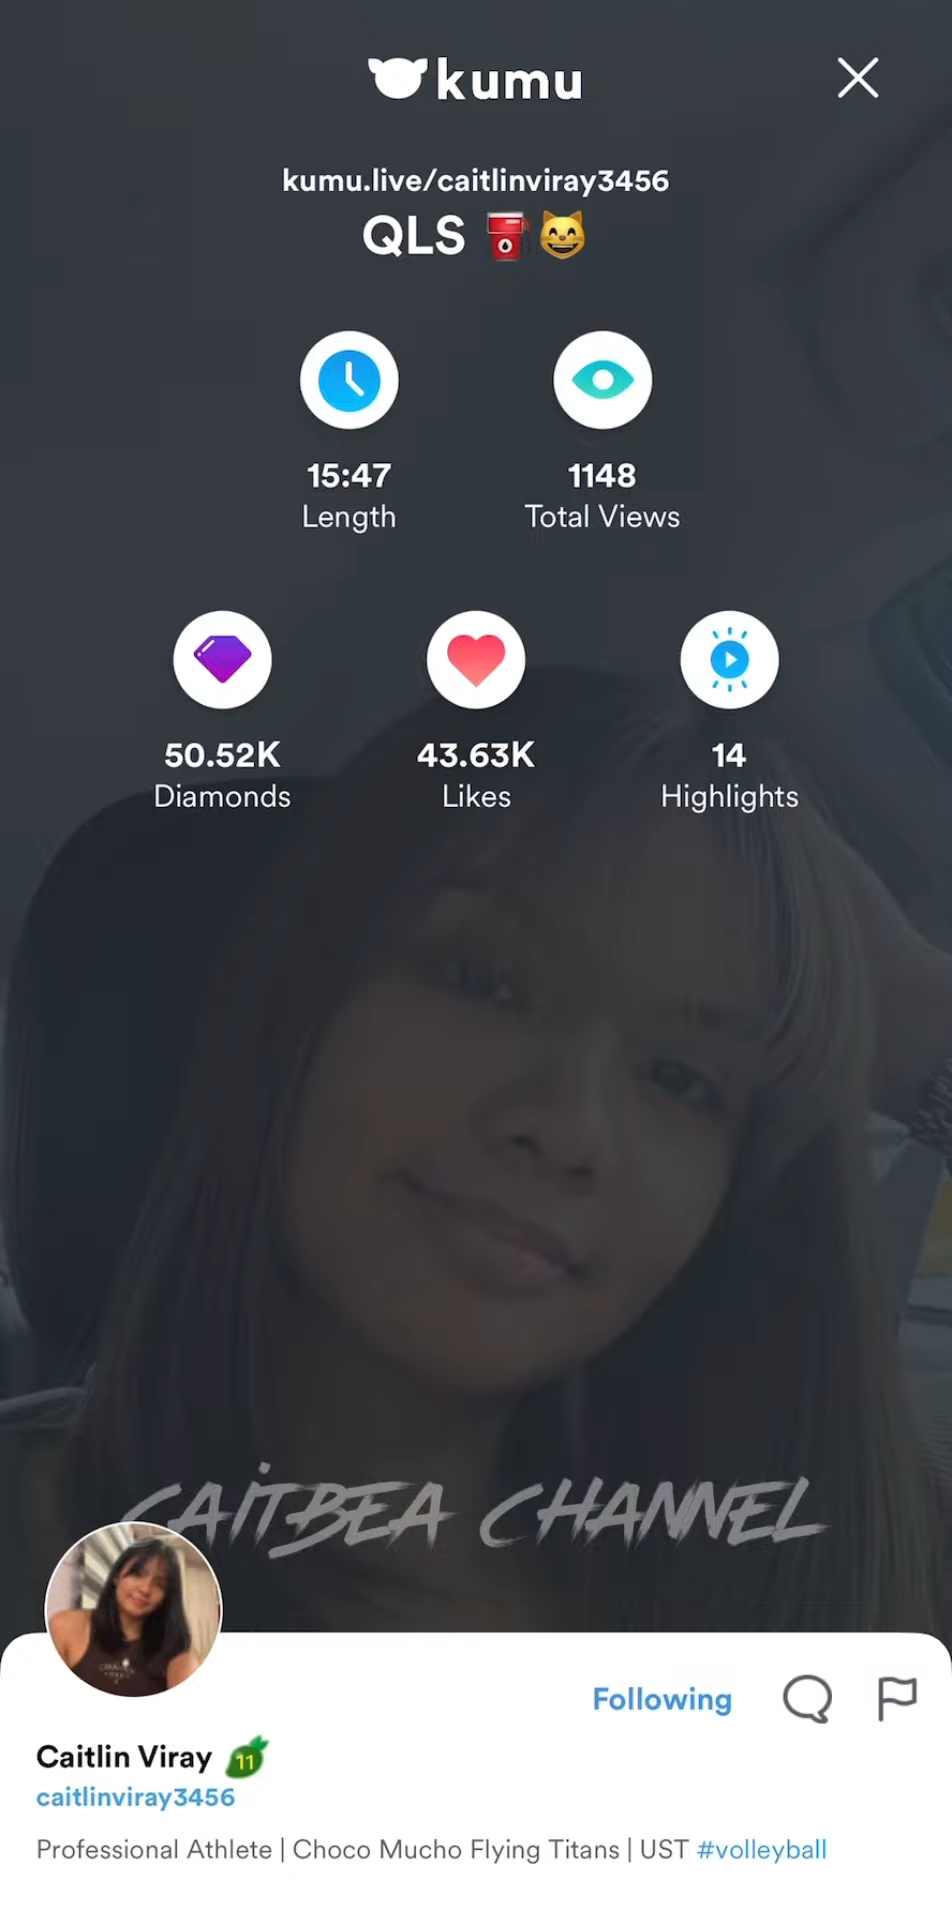 kumu
kumu.live/caitlinviray3456
QLS ⛽😸
15:47
Length
1148
Total Views
50.52K
Diamonds
43.63K
Likes
14
Highlights
CAITBEA CHANNEL
Following
Caitlin Viray 11
caitlinviray3456
Professional Athlete | Choco Mucho Flying Titans | UST #volleyball